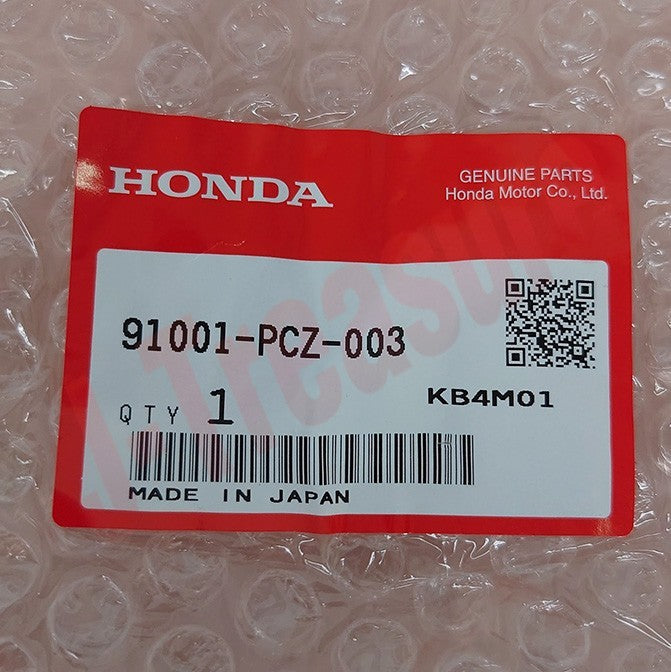 HONDA
GENUINE PARTS
Honda Motor Co., Ltd.
91001-PCZ-003
KB4M01
QTY 1
MADE IN JAPAN